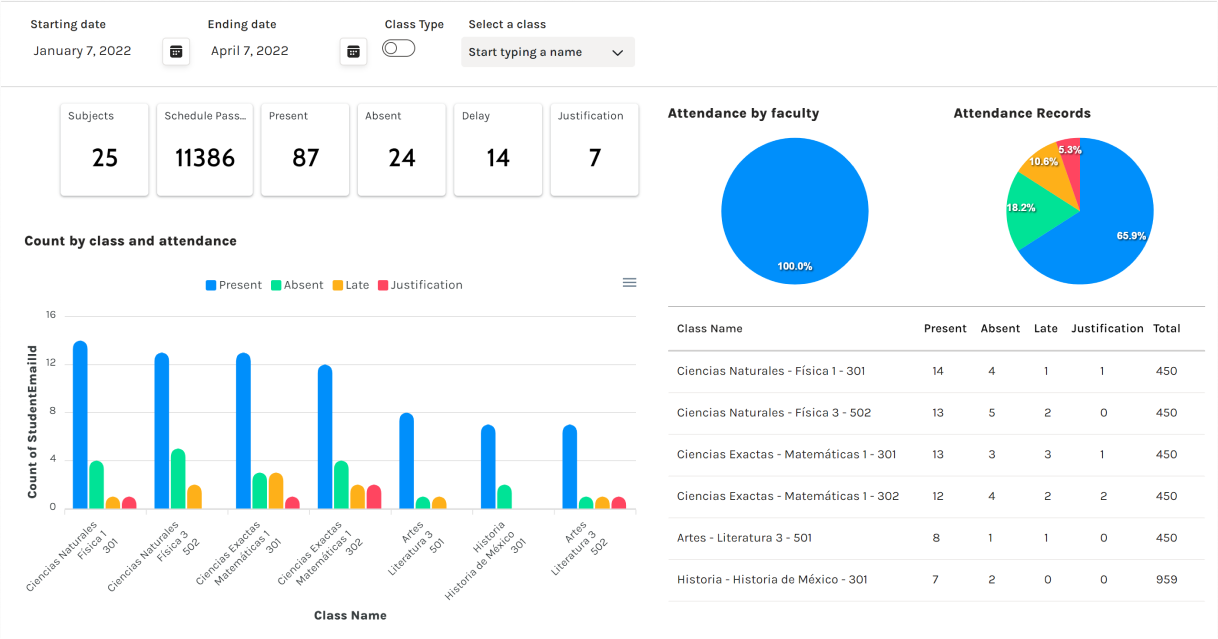 Starting date
Ending date
Class Type
Select a class
January 7, 2022
April 7, 2022
Start typing a name
Subjects
25
Schedule Pass...
11386
Present
87
Absent
24
Delay
14
Justification
7
Attendance by faculty
100.0%
Attendance Records
5.3%
10.6%
18.2%
65.9%
Count by class and attendance
Present
Absent
Late
Justification
Count of StudentEmailId
16
12
8
4
0
Ciencias Naturales
Física 1
301
Ciencias Naturales
Física 3
502
Ciencias Exactas
Matemáticas 1
301
Ciencias Exactas
Matemáticas 1
302
Artes
Literatura 3
501
Historia
Historia de México
301
Artes
Literatura 3
502
Class Name
Class Name Present Absent Late Justification Total
Ciencias Naturales - Física 1 - 301 14 4 1 1 450
Ciencias Naturales - Física 3 - 502 13 5 2 0 450
Ciencias Exactas - Matemáticas 1 - 301 13 3 3 1 450
Ciencias Exactas - Matemáticas 1 - 302 12 4 2 2 450
Artes - Literatura 3 - 501 8 1 1 0 450
Historia - Historia de México - 301 7 2 0 0 959